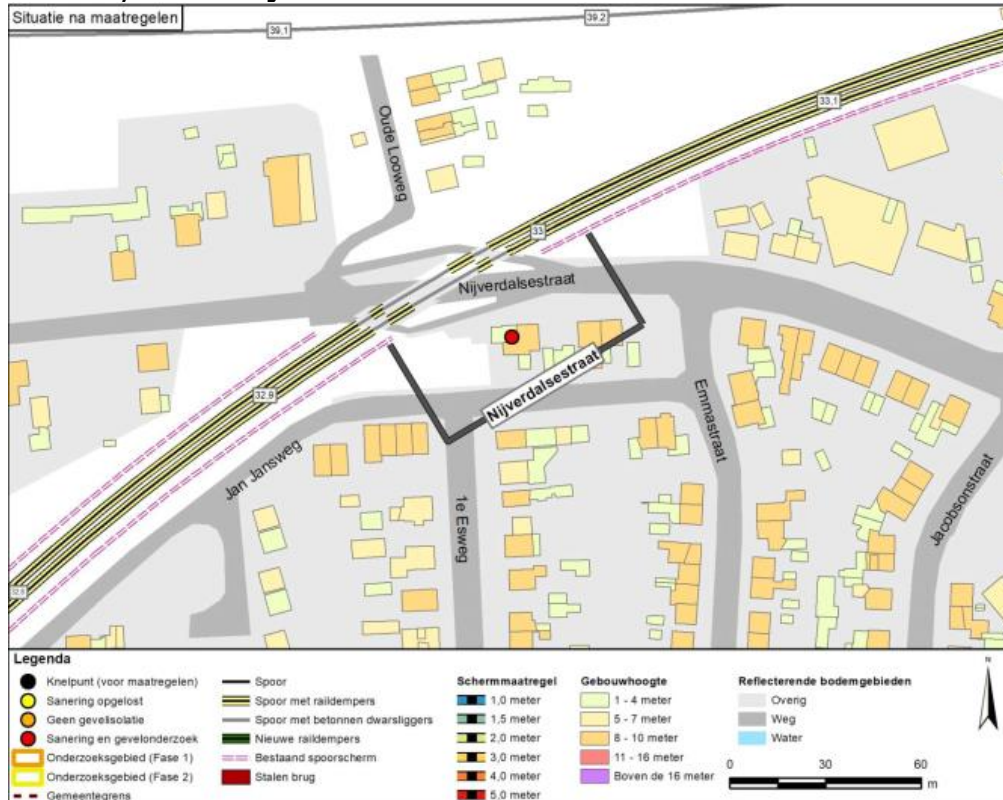 Situatie na maatregelen
39,1
39,2
33,1
Oude Looweg
33
Nijverdalsestraat
Nijverdalsestraat
32,9
Emmastraat
Jan Jansweg
1e Esweg
Jacobsonstraat
Legenda
Knelpunt (voor maatregelen)
Sanering opgelost
Geen gevelisolatie
Sanering en gevelonderzoek
Onderzoeksgebied (Fase 1)
Onderzoeksgebied (Fase 2)
Gemeentegrens
Spoor
Spoor met raildempers
Spoor met betonnen dwarsliggers
Nieuwe raildempers
Bestaand spoorscherm
Stalen brug
Schermmaatregel
1,0 meter
1,5 meter
2,0 meter
3,0 meter
4,0 meter
5,0 meter
Gebouwhoogte
1 - 4 meter
5 - 7 meter
8 - 10 meter
11 - 16 meter
Boven de 16 meter
Reflecterende bodemgebieden
Overig
Weg
Water
N
0 30 60
m